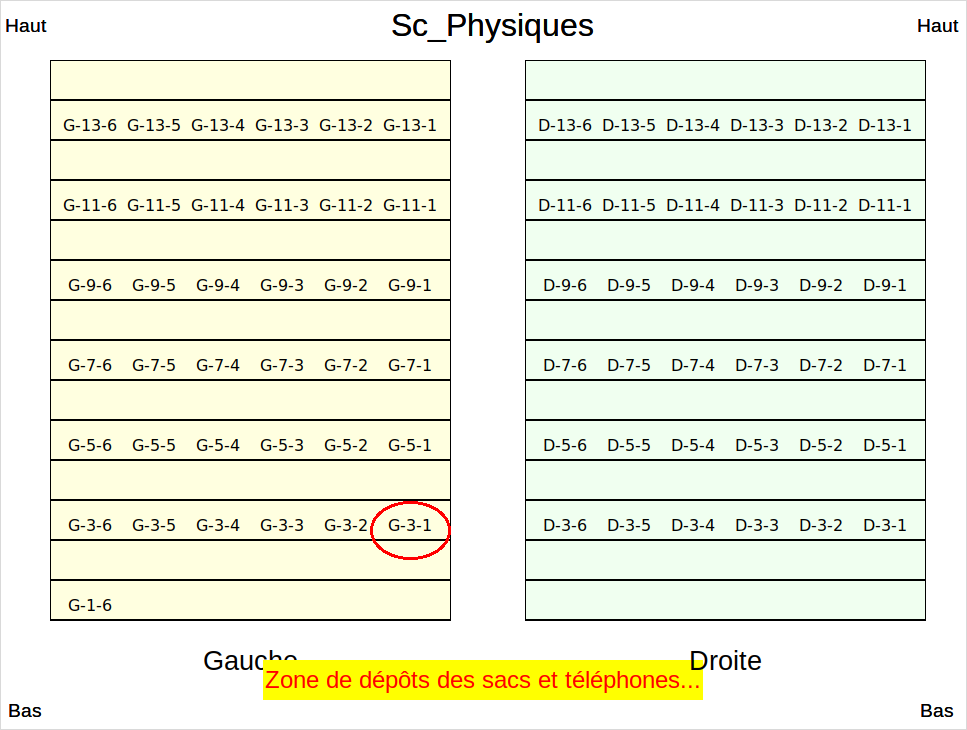 Sc_Physiques
Haut Haut
G-13-6 G-13-5 G-13-4 G-13-3 G-13-2 G-13-1 D-13-6 D-13-5 D-13-4 D-13-3 D-13-2 D-13-1
G-11-6 G-11-5 G-11-4 G-11-3 G-11-2 G-11-1 D-11-6 D-11-5 D-11-4 D-11-3 D-11-2 D-11-1
G-9-6 G-9-5 G-9-4 G-9-3 G-9-2 G-9-1 D-9-6 D-9-5 D-9-4 D-9-3 D-9-2 D-9-1
G-7-6 G-7-5 G-7-4 G-7-3 G-7-2 G-7-1 D-7-6 D-7-5 D-7-4 D-7-3 D-7-2 D-7-1
G-5-6 G-5-5 G-5-4 G-5-3 G-5-2 G-5-1 D-5-6 D-5-5 D-5-4 D-5-3 D-5-2 D-5-1
G-3-6 G-3-5 G-3-4 G-3-3 G-3-2 G-3-1 D-3-6 D-3-5 D-3-4 D-3-3 D-3-2 D-3-1
G-1-6
Gauche Droite
Zone de dépôts des sacs et téléphones...
Bas Bas